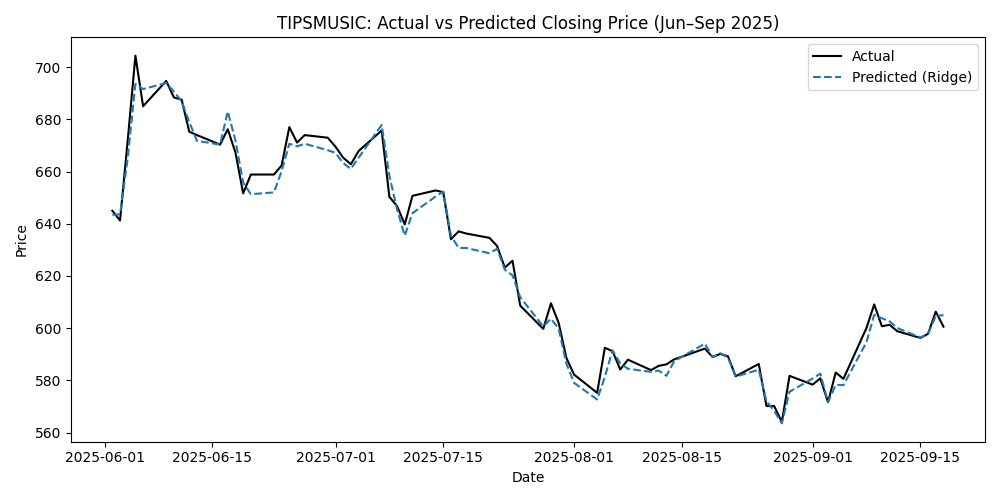 TIPSMUSIC: Actual vs Predicted Closing Price (Jun–Sep 2025)
Actual
Predicted (Ridge)
Price
700
680
660
640
620
600
580
560
2025-06-01 2025-06-15 2025-07-01 2025-07-15 2025-08-01 2025-08-15 2025-09-01 2025-09-15
Date